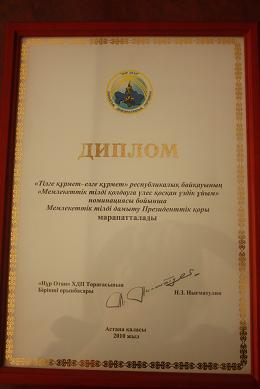 ДИПЛОМ
«Тілге құрмет–елге құрмет» республикалық байқауының
«Мемлекеттік тілді қолдауға үлес қосқан үздік ұйым»
номинациясы бойынша
Мемлекеттік тілді дамыту Президенттік қоры
марапатталады
«Нұр Отан» ХДП Төрағасының
Бірінші орынбасары
Н.З. Нығматулин
Астана қаласы
2010 жыл